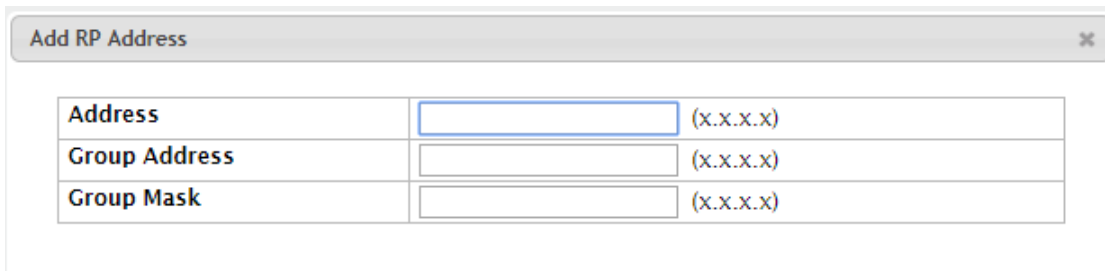 Add RP Address
Address (x.x.x.x)
Group Address (x.x.x.x)
Group Mask (x.x.x.x)